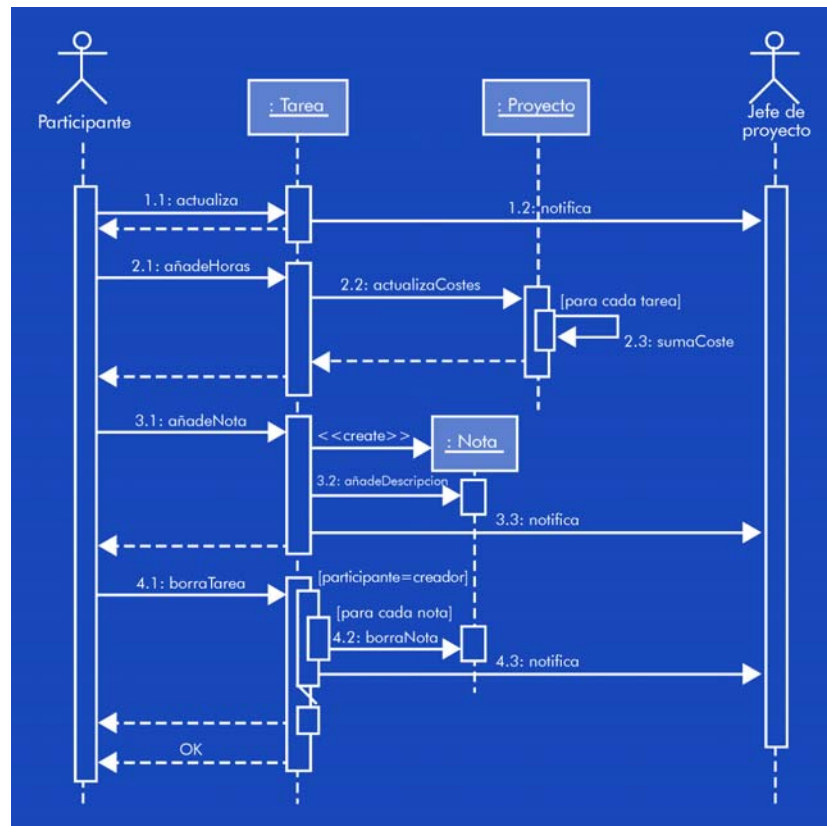 : Tarea
: Proyecto
Participante
Jefe de
proyecto
1.1: actualiza
1.2: notifica
2.1: añadeHoras
2.2: actualizaCostes
[para cada tarea]
2.3: sumaCoste
3.1: añadeNota
<<create>>
: Nota
3.2: añadeDescripcion
3.3: notifica
4.1: borraTarea
[participante=creador]
[para cada nota]
4.2: borraNota
4.3: notifica
OK